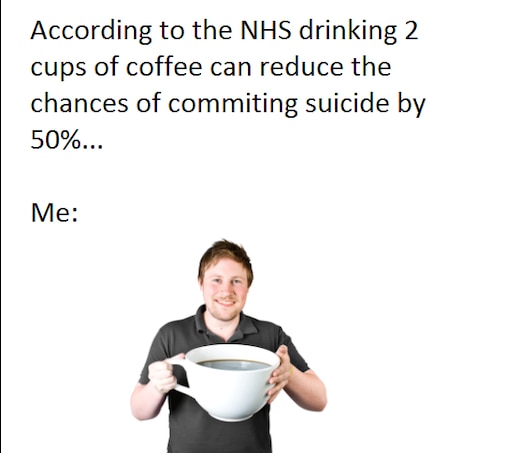 According to the NHS drinking 2
cups of coffee can reduce the
chances of commiting suicide by
50%...
Me: